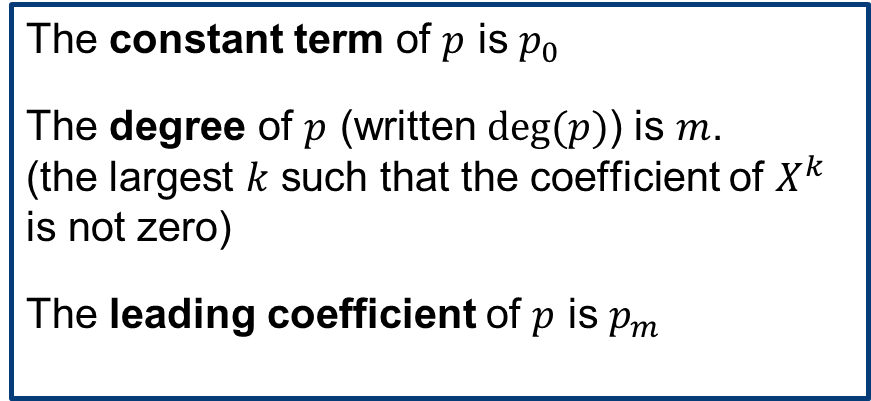 The constant term of p is p₀
The degree of p (written deg(p)) is m.
(the largest k such that the coefficient of Xᵏ
is not zero)
The leading coefficient of p is pₘ